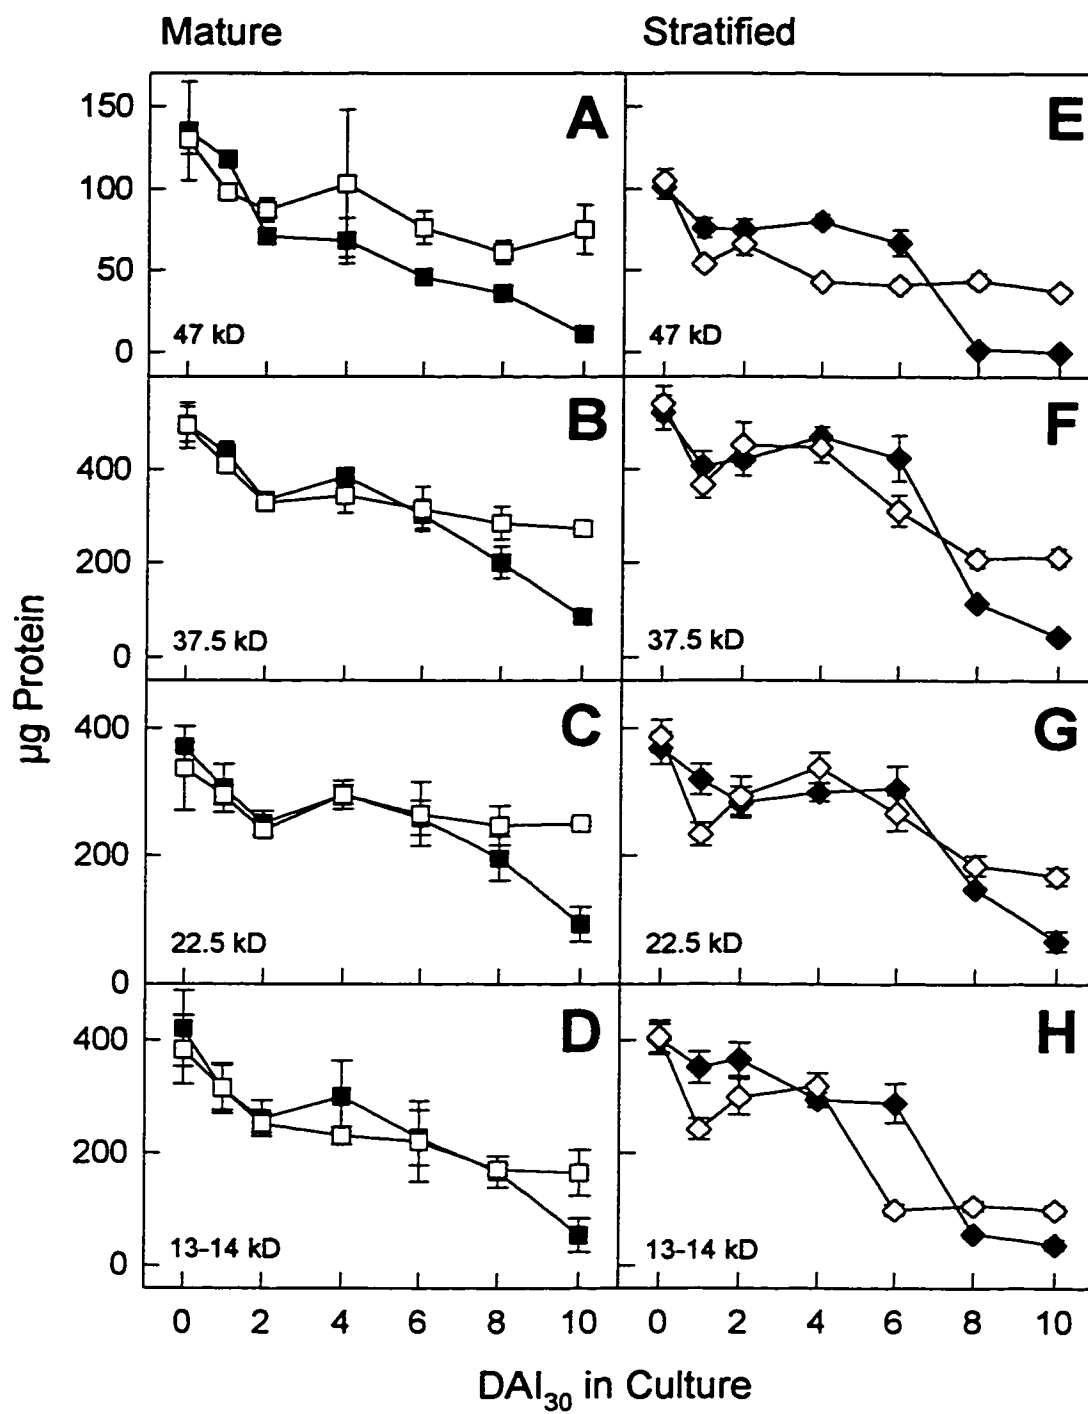 Mature Stratified
A E
150
100
50
0
47 kD 47 kD
B F
400
200
0
37.5 kD 37.5 kD
µg Protein
C G
400
200
0
22.5 kD 22.5 kD
D H
400
200
0
13-14 kD 13-14 kD
0 2 4 6 8 10 0 2 4 6 8 10
DAI30 in Culture